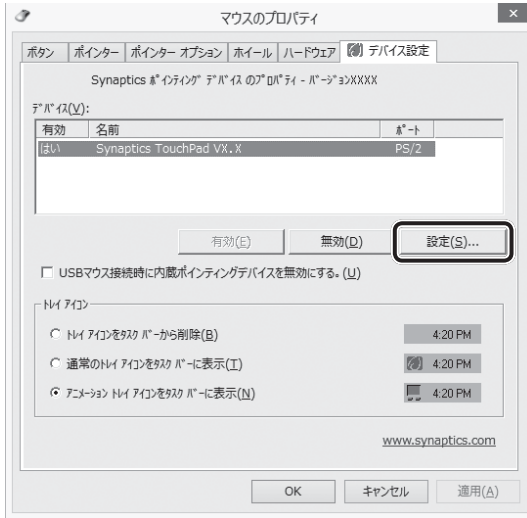 マウスのプロパティ
ボタン ポインター ポインター オプション ホイール ハードウェア デバイス設定
Synaptics ﾎﾟｲﾝﾃｨﾝｸﾞ ﾃﾞﾊﾞｲｽ のﾌﾟﾛﾊﾟﾃｨ - ﾊﾞｰｼﾞｮﾝXXXX
ﾃﾞﾊﾞｲｽ(V):
有効 名前 ﾎﾟｰﾄ
はい Synaptics TouchPad VX.X PS/2
有効(E) 無効(D) 設定(S)...
USBマウス接続時に内蔵ポインティングデバイスを無効にする。(U)
ﾄﾚｲ ｱｲｺﾝ
ﾄﾚｲ ｱｲｺﾝをﾀｽｸ ﾊﾞｰから削除(B) 4:20 PM
通常のﾄﾚｲ ｱｲｺﾝをﾀｽｸ ﾊﾞｰに表示(T) 4:20 PM
ｱﾆﾒｰｼｮﾝ ﾄﾚｲ ｱｲｺﾝをﾀｽｸ ﾊﾞｰに表示(N) 4:20 PM
www.synaptics.com
OK キャンセル 適用(A)